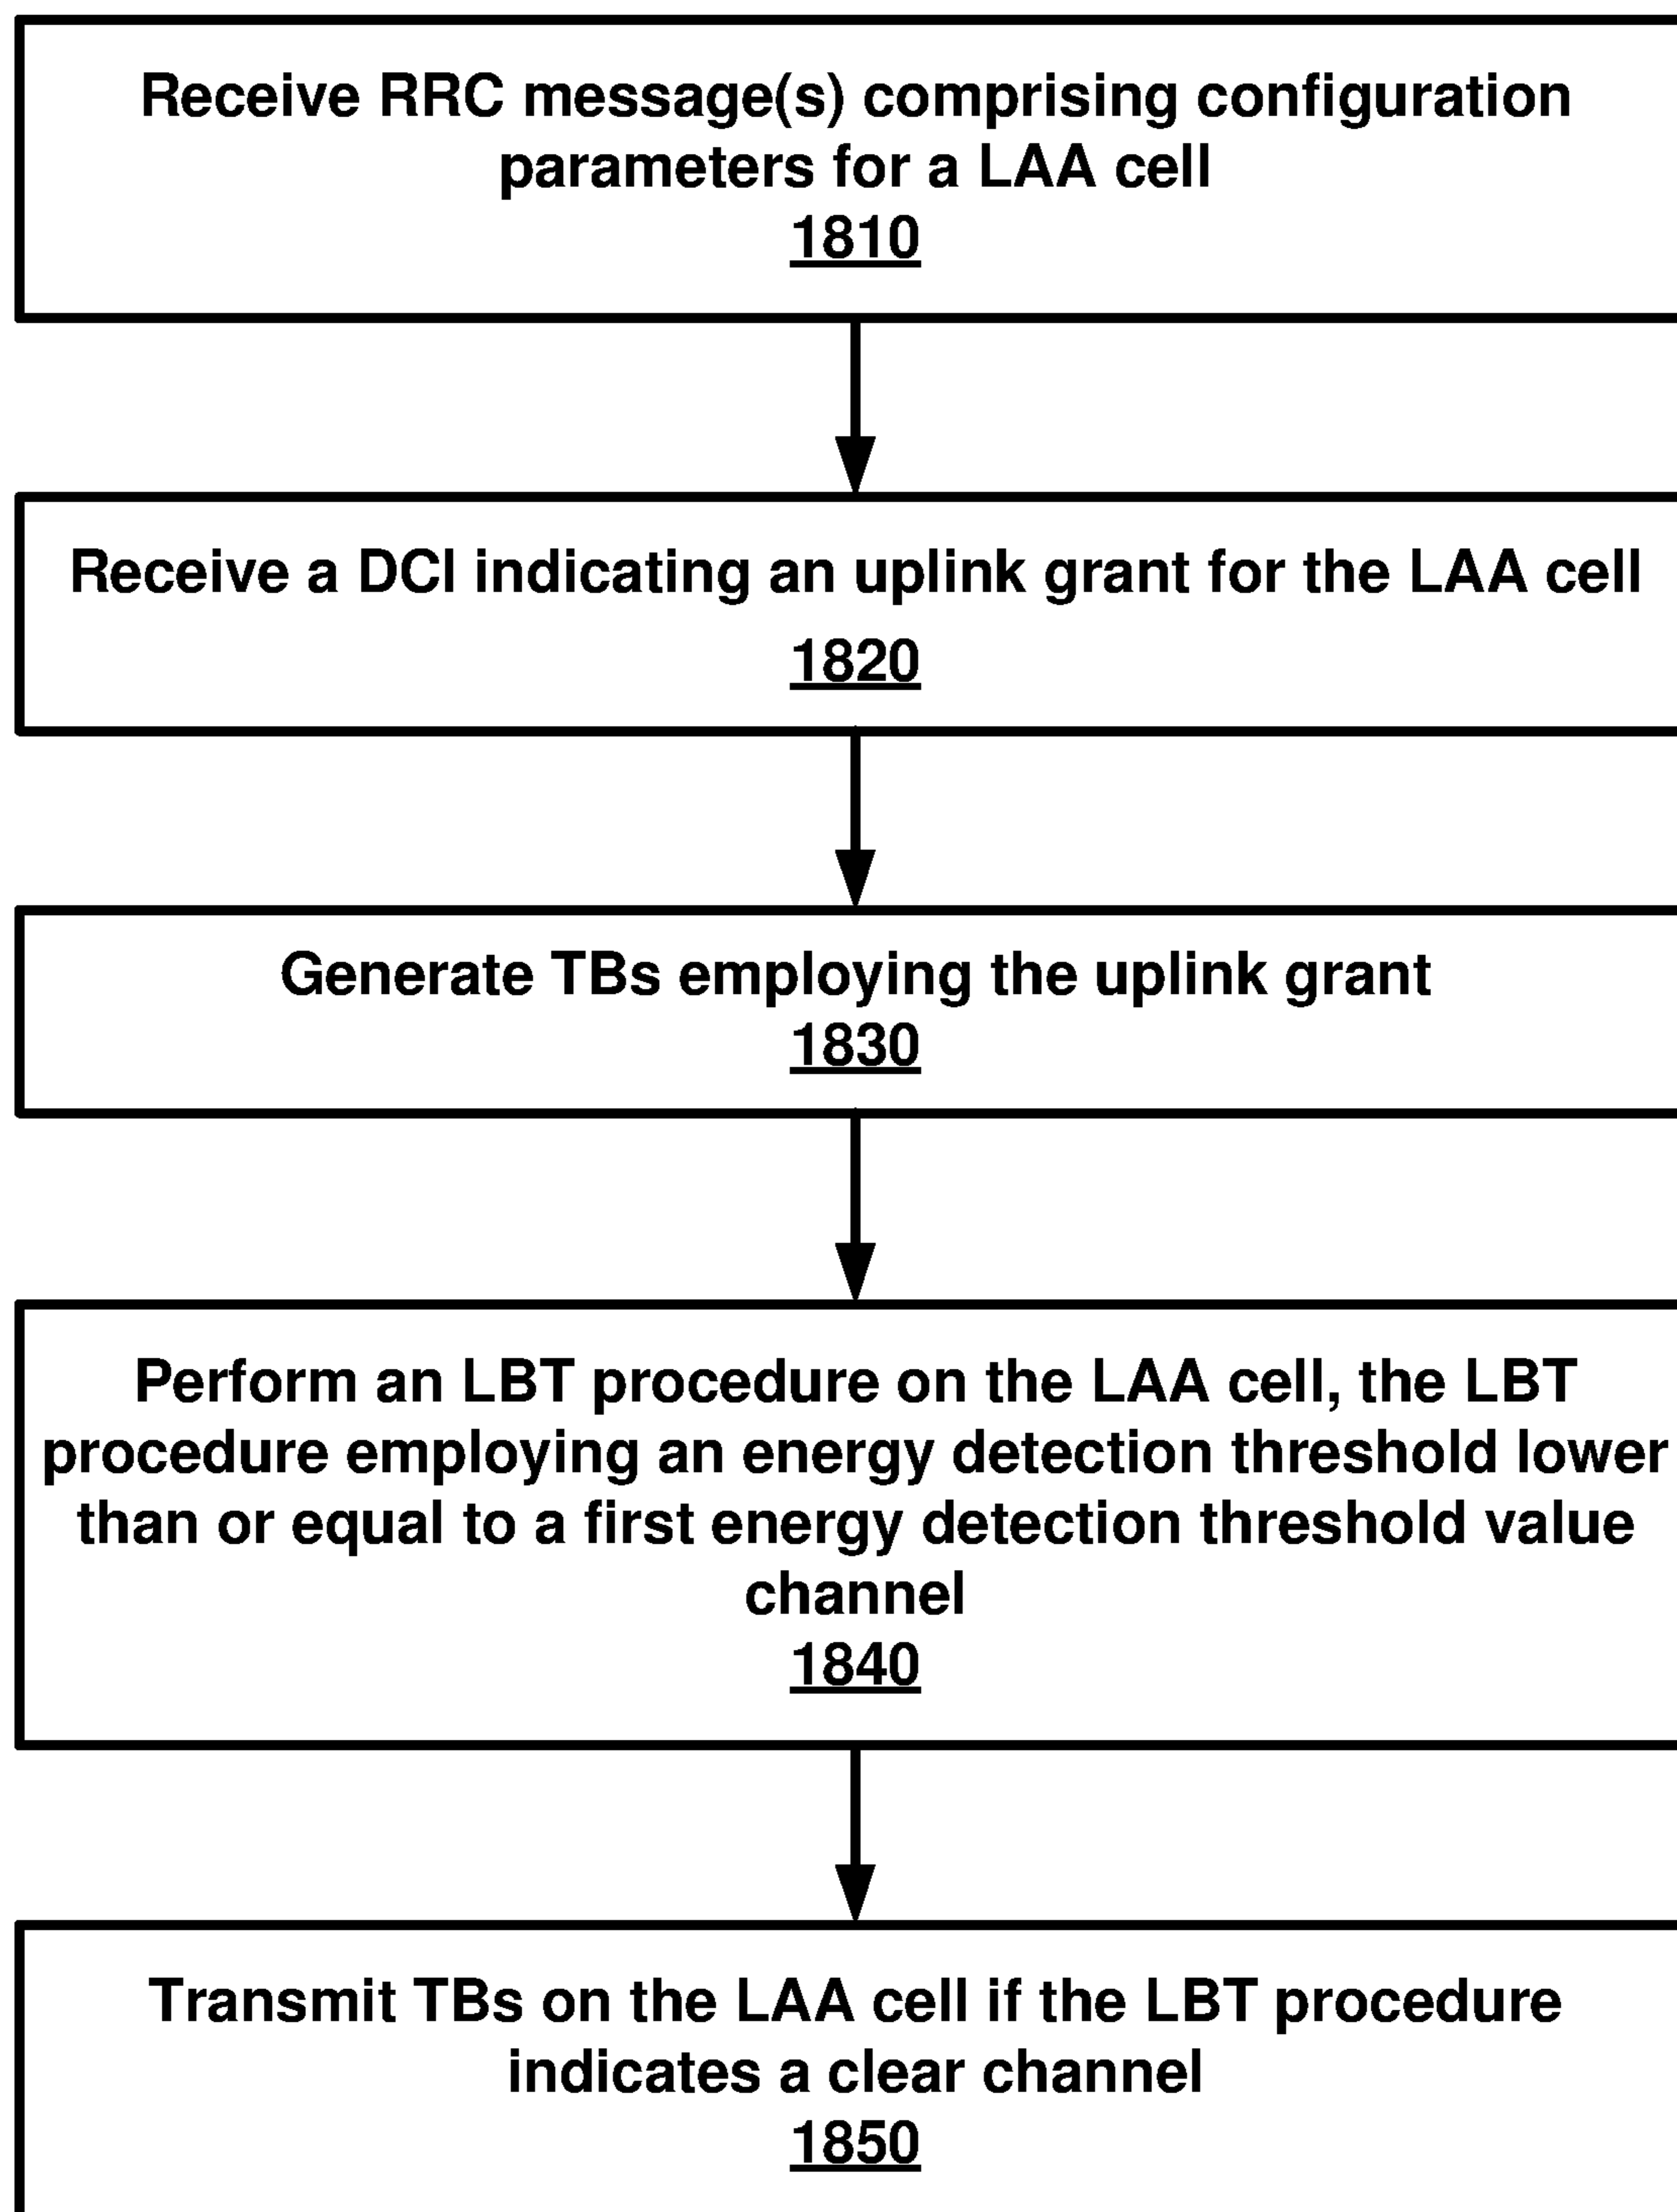 Receive RRC message(s) comprising configuration
parameters for a LAA cell
1810
Receive a DCI indicating an uplink grant for the LAA cell
1820
Generate TBs employing the uplink grant
1830
Perform an LBT procedure on the LAA cell, the LBT
procedure employing an energy detection threshold lower
than or equal to a first energy detection threshold value
channel
1840
Transmit TBs on the LAA cell if the LBT procedure
indicates a clear channel
1850